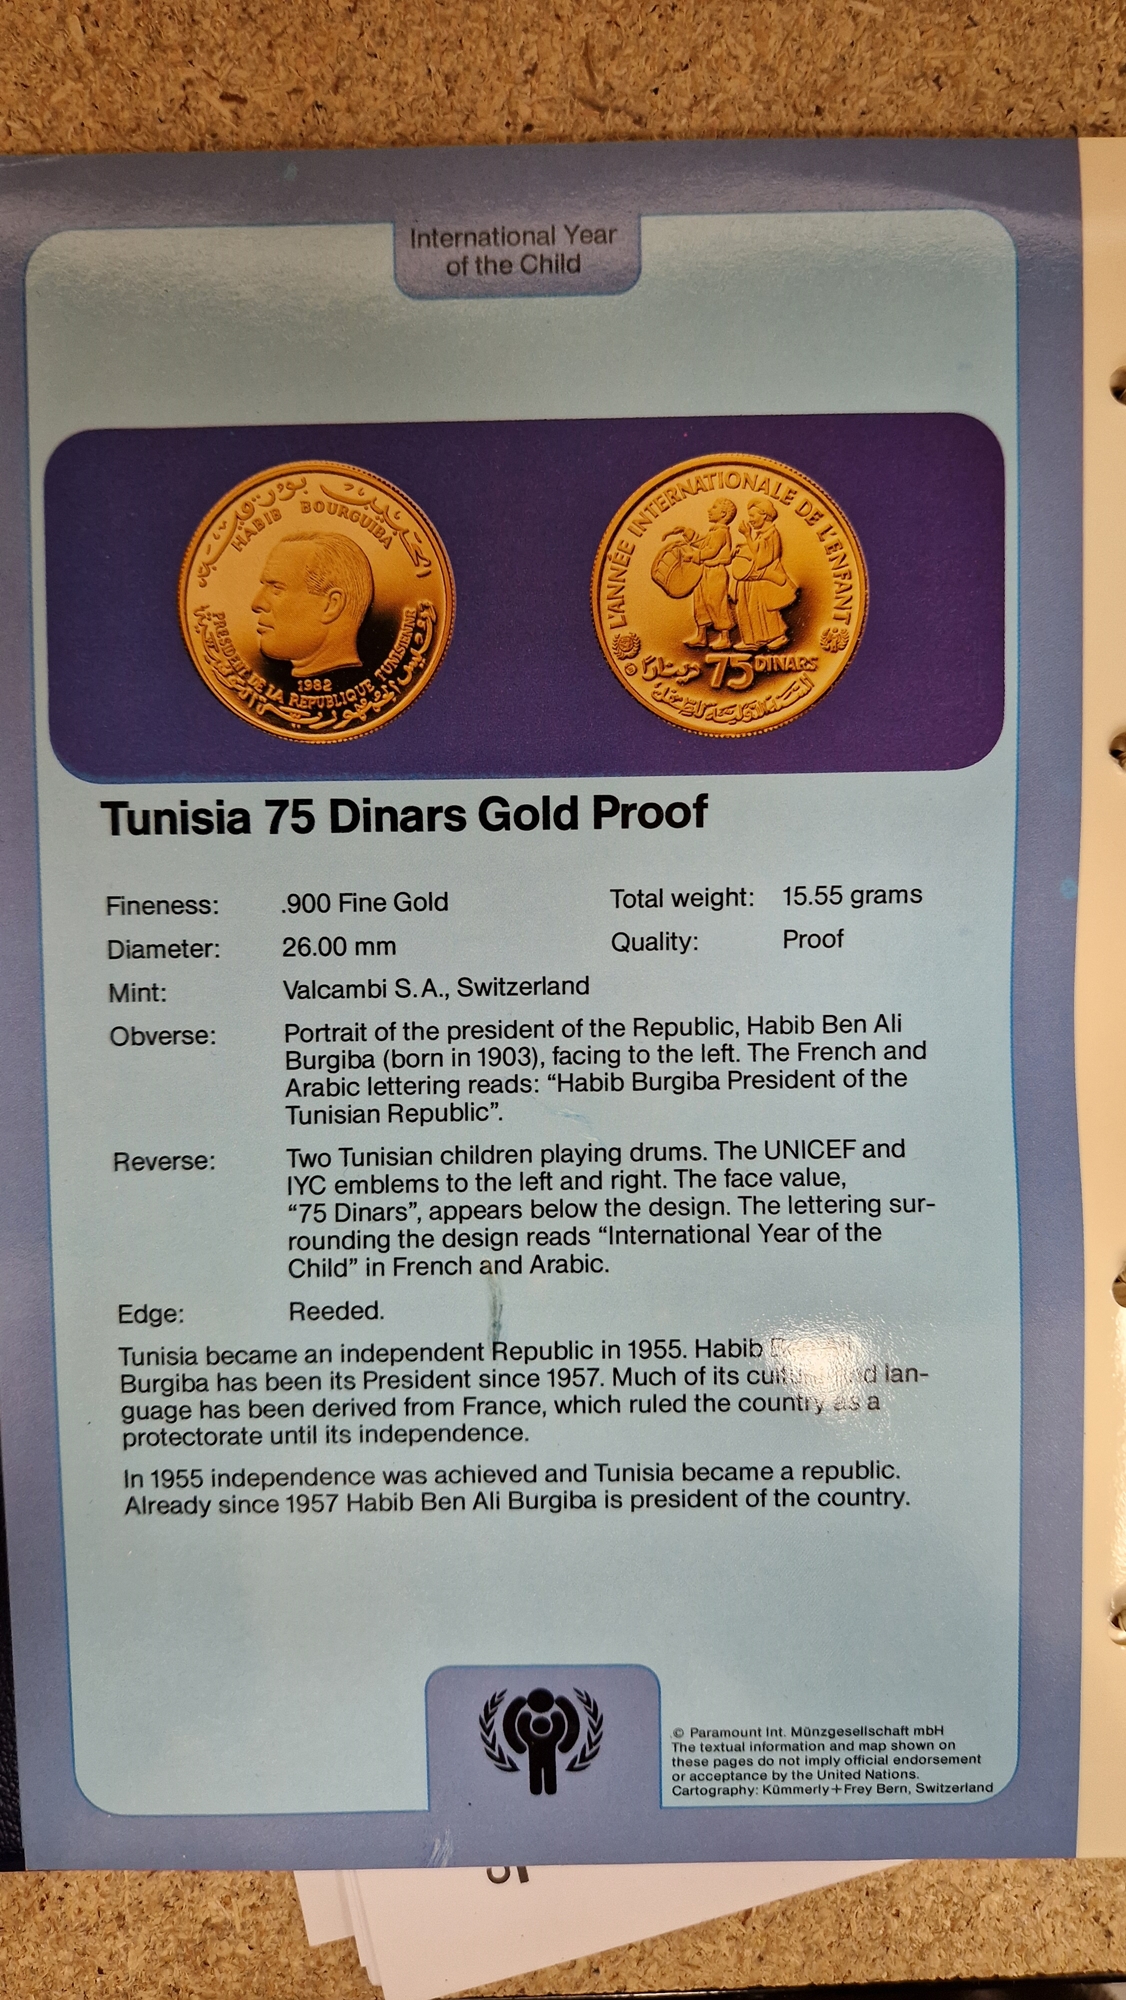 International Year
of the Child
HABIB BOURGUIBA
الحبيب بورقيبة
1982
PRESIDENT DE LA REPUBLIQUE TUNISIENNE
L'ANNÉE INTERNATIONALE DE L'ENFANT
75 DINARS
دينارا
Tunisia 75 Dinars Gold Proof
Fineness: .900 Fine Gold Total weight: 15.55 grams
Diameter: 26.00 mm Quality: Proof
Mint: Valcambi S.A., Switzerland
Obverse: Portrait of the president of the Republic, Habib Ben Ali
Burgiba (born in 1903), facing to the left. The French and
Arabic lettering reads: “Habib Burgiba President of the
Tunisian Republic”.
Reverse: Two Tunisian children playing drums. The UNICEF and
IYC emblems to the left and right. The face value,
“75 Dinars”, appears below the design. The lettering sur-
rounding the design reads “International Year of the
Child” in French and Arabic.
Edge: Reeded.
Tunisia became an independent Republic in 1955. Habib
Burgiba has been its President since 1957. Much of its culture and lan-
guage has been derived from France, which ruled the country as a
protectorate until its independence.
In 1955 independence was achieved and Tunisia became a republic.
Already since 1957 Habib Ben Ali Burgiba is president of the country.
© Paramount Int. Münzgesellschaft mbH
The textual information and map shown on
these pages do not imply official endorsement
or acceptance by the United Nations.
Cartography: Kümmerly+Frey Bern, Switzerland